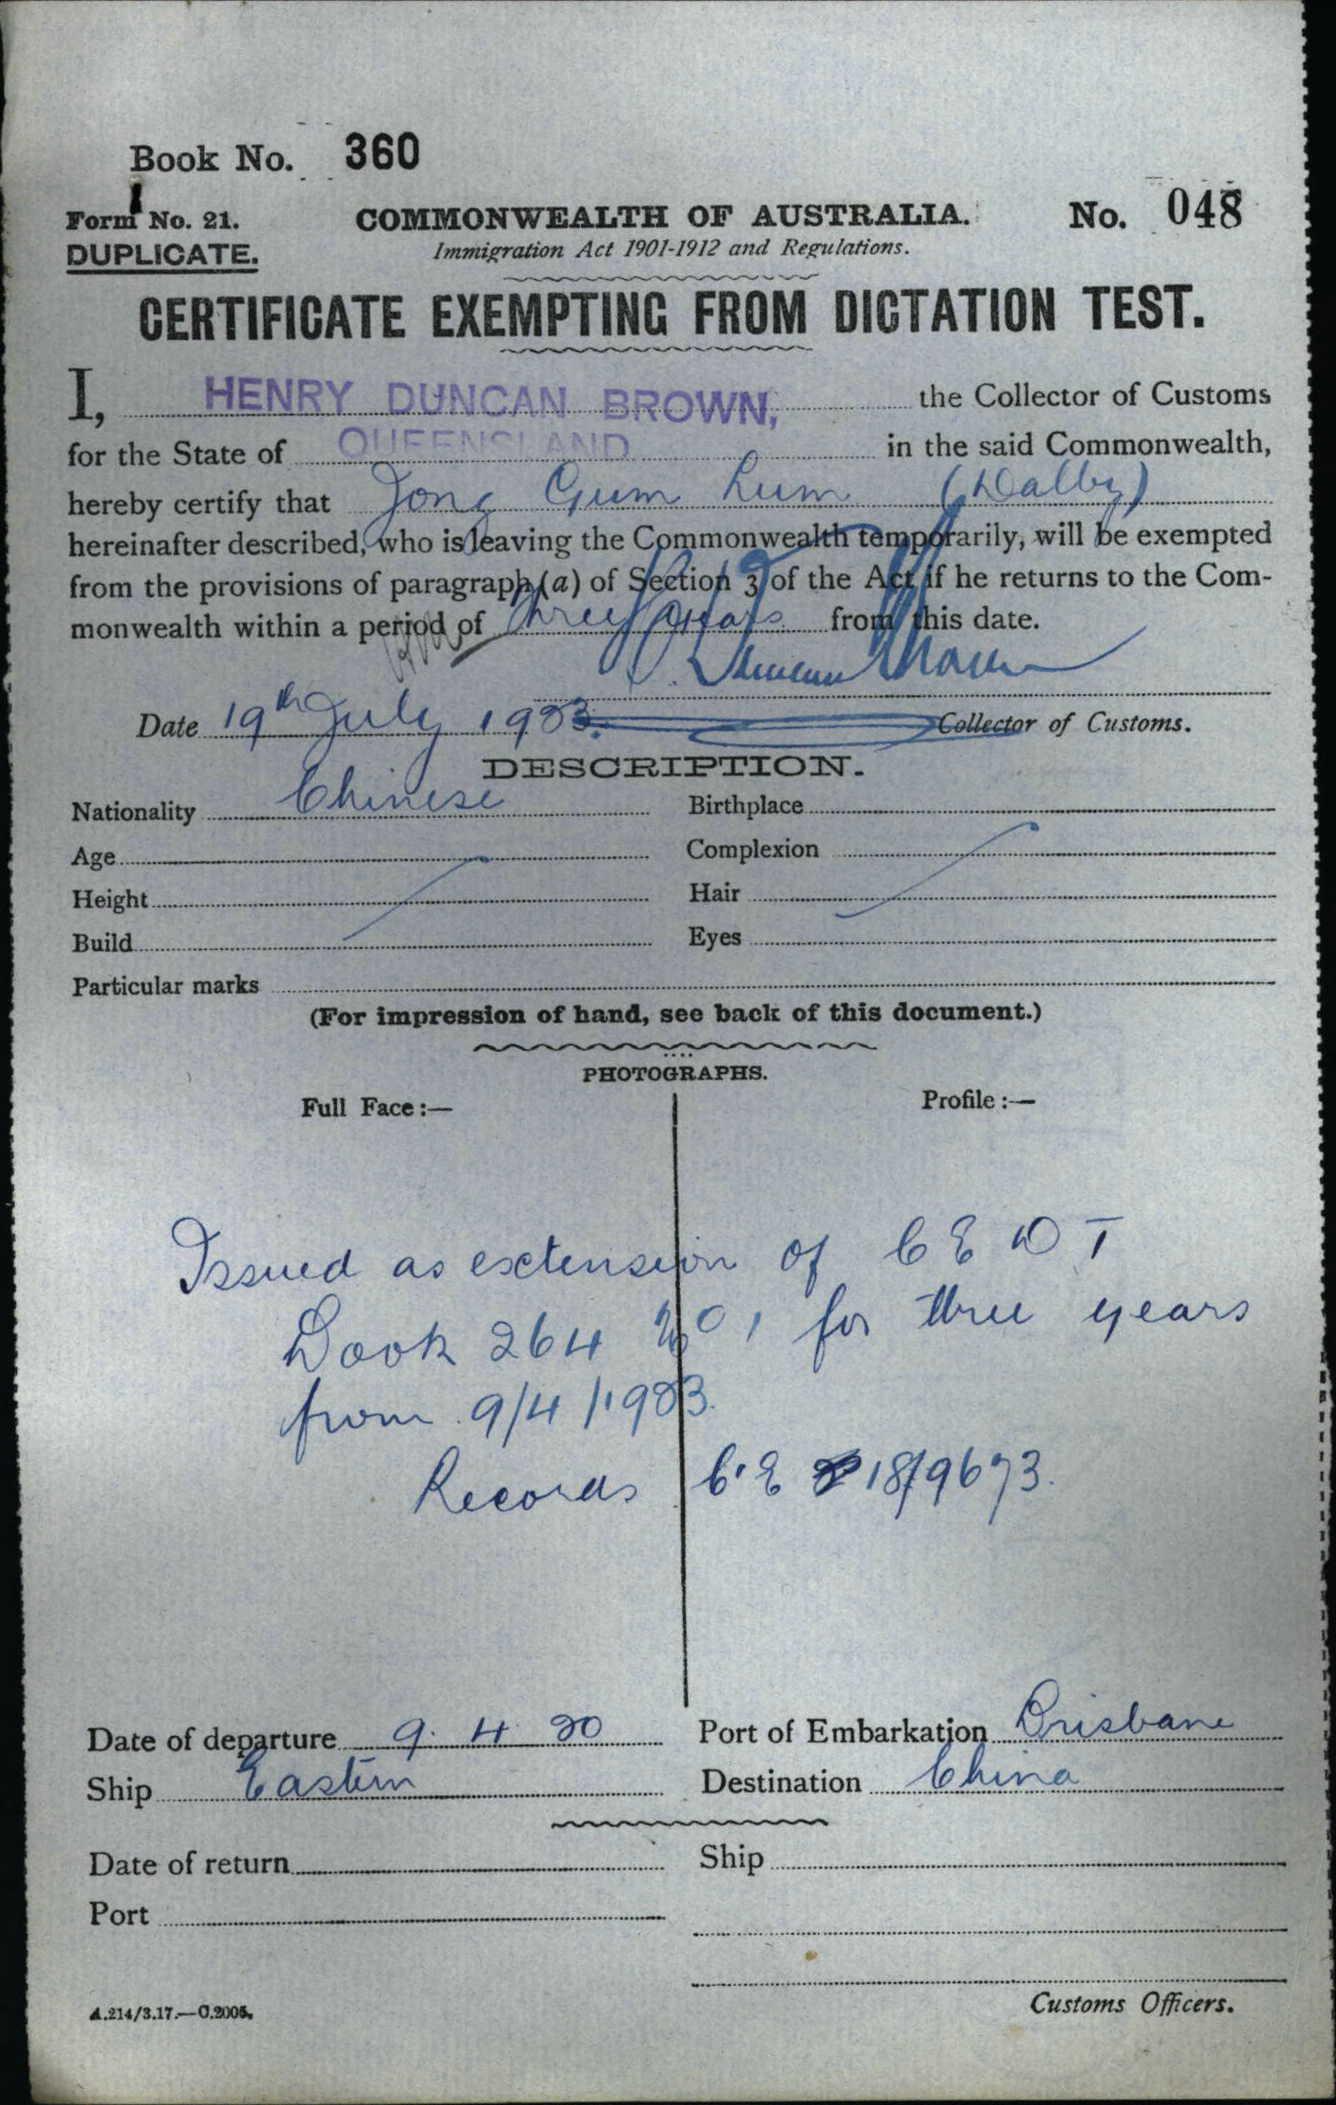 Book No. 360
Form No. 21.
COMMONWEALTH OF AUSTRALIA.
No. 048
DUPLICATE.
Immigration Act 1901-1912 and Regulations.
CERTIFICATE EXEMPTING FROM DICTATION TEST.
I, HENRY DUNCAN BROWN, the Collector of Customs
for the State of QUEENSLAND in the said Commonwealth,
hereby certify that Jong Gum Lum (Dalby)
hereinafter described, who is leaving the Commonwealth temporarily, will be exempted
from the provisions of paragraph (a) of Section 3 of the Act if he returns to the Com-
monwealth within a period of three years from this date.
Date 19th July 1923. Collector of Customs.
DESCRIPTION.
Nationality Chinese Birthplace
Age Complexion
Height Hair
Build Eyes
Particular marks
(For impression of hand, see back of this document.)
PHOTOGRAPHS.
Full Face:— Profile:—
Issued as extension of C E D T
Book 264 No 1 for three years
from 9/4/1923.
Records C.E 18/9673.
Date of departure 9. 4. 20 Port of Embarkation Brisbane
Ship Eastern Destination China
Date of return Ship
Port
Customs Officers.
A.214/3.17.—C.2005.